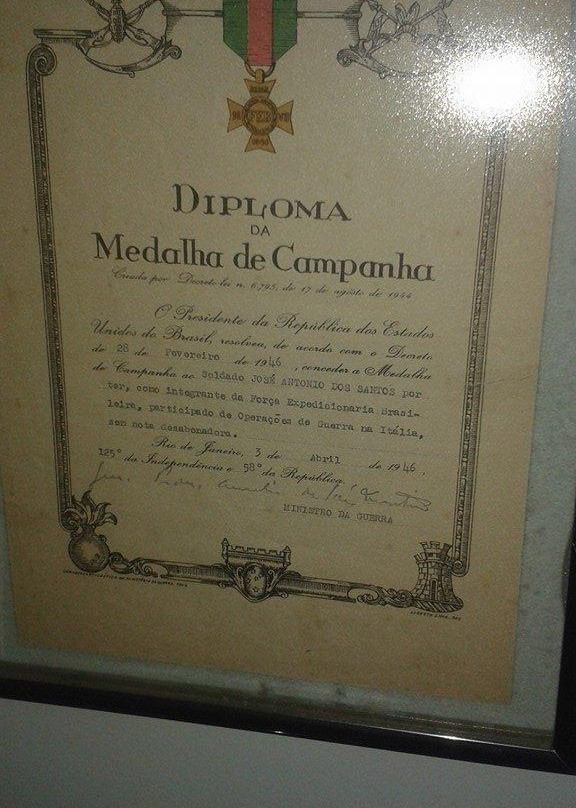 FEB
1944
DIPLOMA
DA
Medalha de Campanha
Creada por Decreto-lei n. 6.795, de 17 de agosto de 1944
O Presidente da República dos Estados
Unidos do Brasil, resolveu, de acordo com o Decreto
de 28 de Fevereiro de 1946, conceder a Medalha
de Campanha ao Soldado JOSÉ ANTONIO DOS SANTOS por
ter, como integrante da Força Expedicionaria Brasi-
leira, participado de Operações de Guerra na Itália,
sem nota desabonadora.
Rio de Janeiro, 3 de Abril de 1946,
125º da Independência e 58º da República.
MINISTRO DA GUERRA